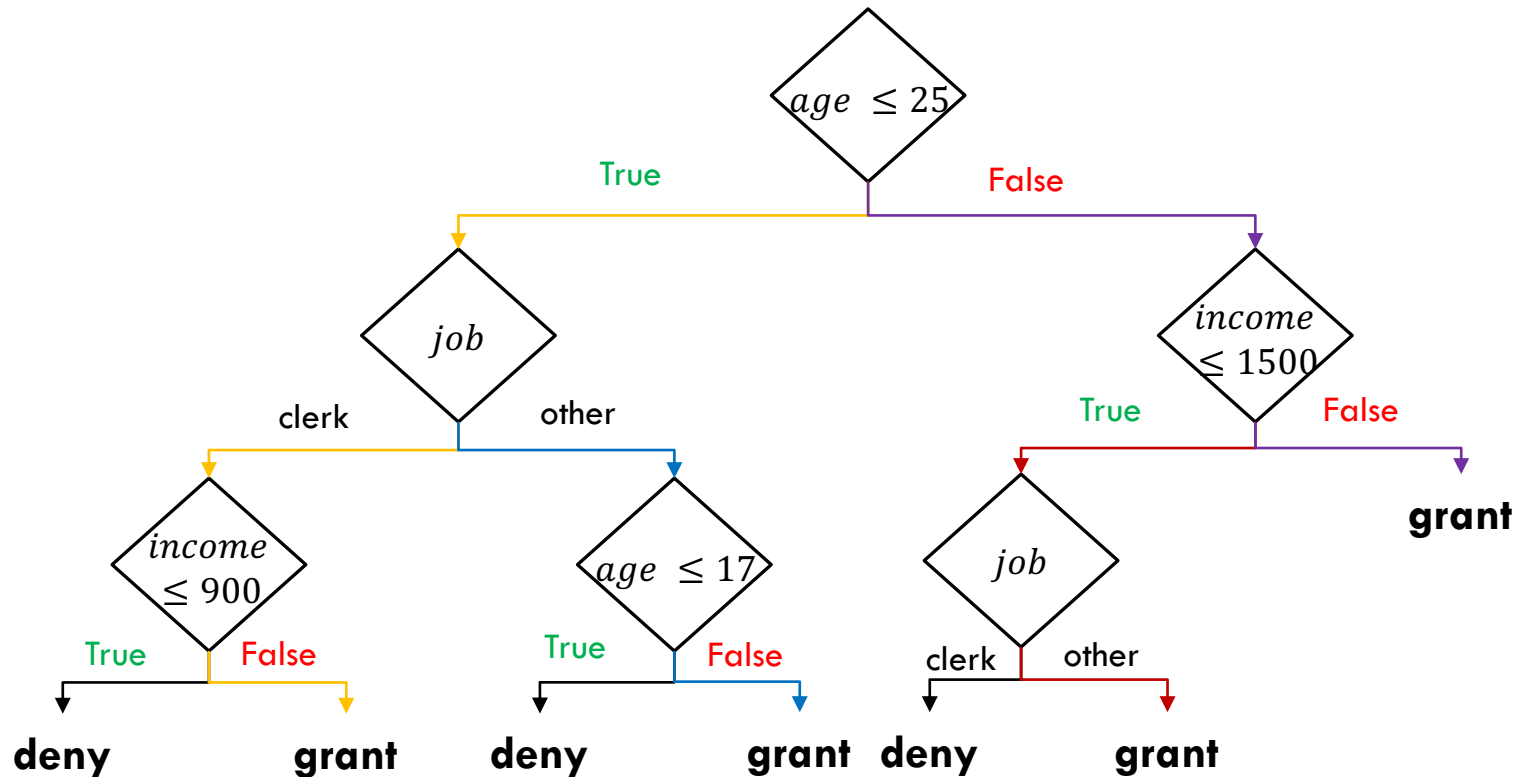 age ≤ 25
True
False
job
income
≤ 1500
clerk
other
True
False
income
≤ 900
age ≤ 17
job
grant
True
False
True
False
clerk
other
deny
grant
deny
grant
deny
grant